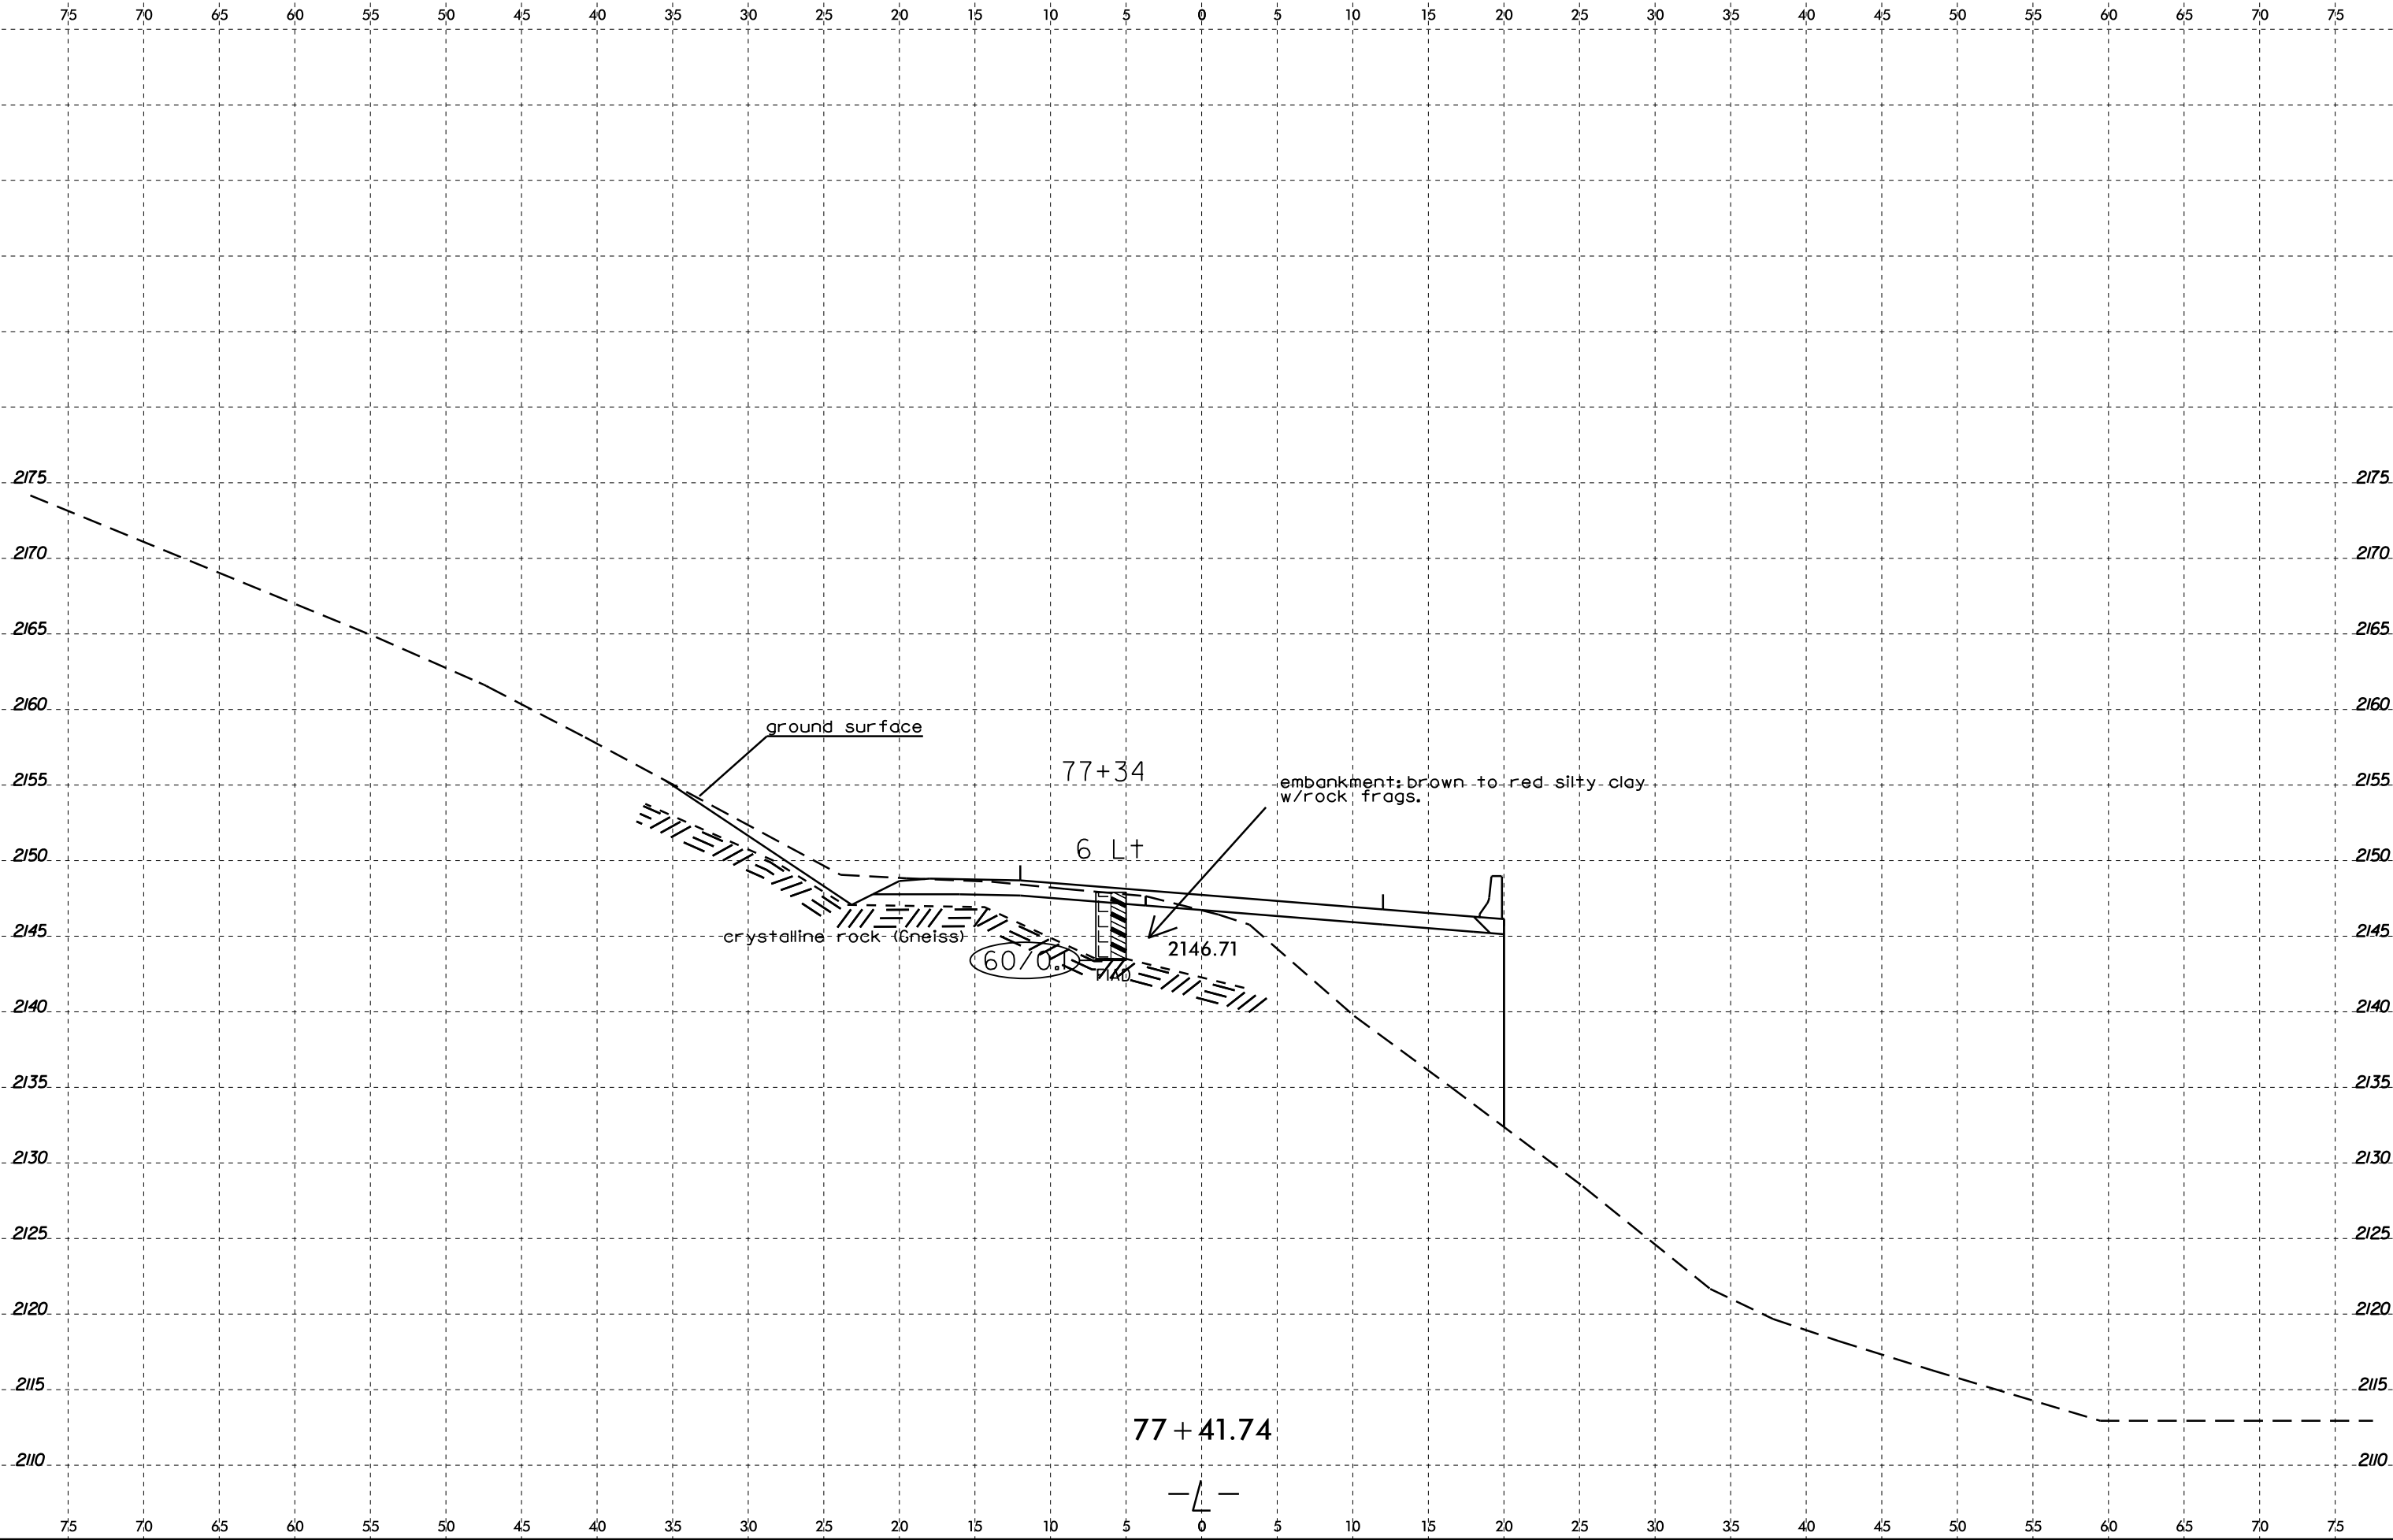 75 70 65 60 55 50 45 40 35 30 25 20 15 10 5 0 5 10 15 20 25 30 35 40 45 50 55 60 65 70 75
2175 2175
2170 2170
2165 2165
2160 2160
ground surface
77+34
2155 2155
embankment: brown to red silty clay
w/rock frags.
6 Lt
2150 2150
2145 2145
crystalline rock (Gneiss)
2146.71
60/0.1
FIAD
2140 2140
2135 2135
2130 2130
2125 2125
2120 2120
2115 2115
77+41.74
2110 2110
-L-
75 70 65 60 55 50 45 40 35 30 25 20 15 10 5 0 5 10 15 20 25 30 35 40 45 50 55 60 65 70 75